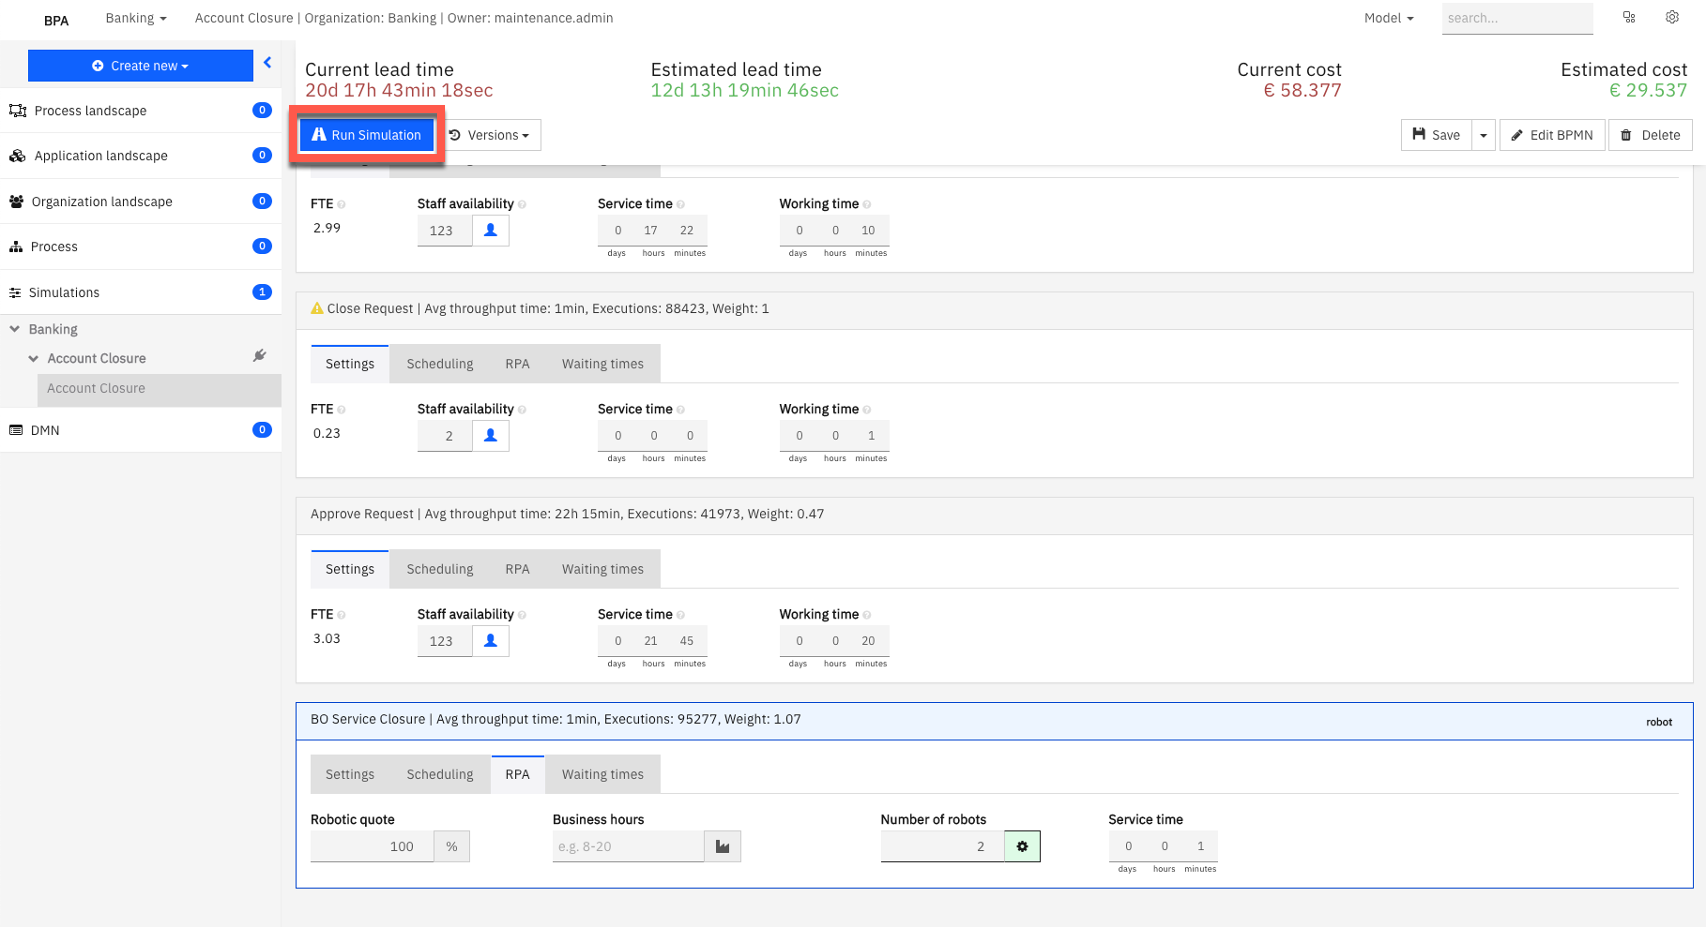 BPA
Banking
Account Closure | Organization: Banking | Owner: maintenance.admin
Model
search...
Create new
Current lead time
20d 17h 43min 18sec
Estimated lead time
12d 13h 19min 46sec
Current cost
€ 58.377
Estimated cost
€ 29.537
Run Simulation
Versions
Save
Edit BPMN
Delete
Process landscape 0
Application landscape 0
Organization landscape 0
Process 0
Simulations 1
Banking
Account Closure
Account Closure
DMN 0
FTE Staff availability Service time Working time
2.99 123 0 17 22 0 0 10
days hours minutes days hours minutes
Close Request | Avg throughput time: 1min, Executions: 88423, Weight: 1
Settings Scheduling RPA Waiting times
FTE Staff availability Service time Working time
0.23 2 0 0 0 0 0 1
days hours minutes days hours minutes
Approve Request | Avg throughput time: 22h 15min, Executions: 41973, Weight: 0.47
Settings Scheduling RPA Waiting times
FTE Staff availability Service time Working time
3.03 123 0 21 45 0 0 20
days hours minutes days hours minutes
BO Service Closure | Avg throughput time: 1min, Executions: 95277, Weight: 1.07
robot
Settings Scheduling RPA Waiting times
Robotic quote Business hours Number of robots Service time
100 % e.g. 8-20 2 0 0 1
days hours minutes